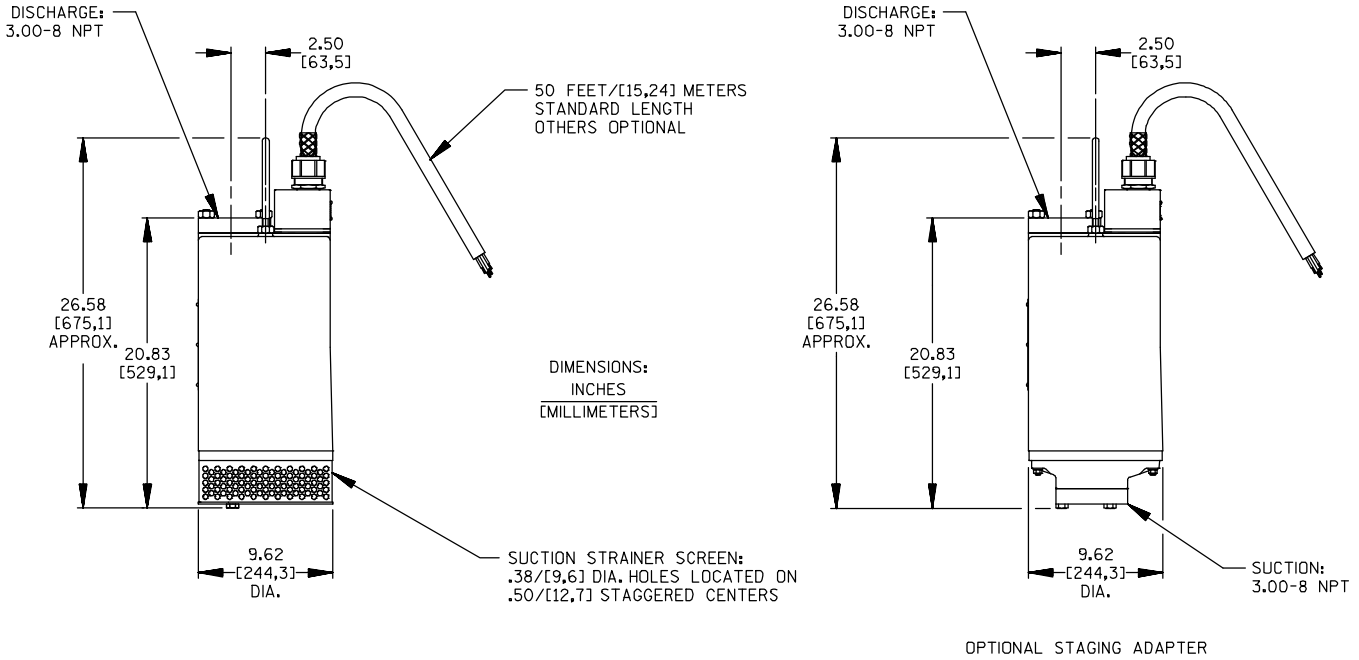 DISCHARGE:
3.00-8 NPT
2.50
[63,5]
50 FEET/[15,24] METERS
STANDARD LENGTH
OTHERS OPTIONAL
26.58
[675,1]
APPROX.
20.83
[529,1]
DIMENSIONS:
INCHES
[MILLIMETERS]
9.62
[244,3]
DIA.
SUCTION STRAINER SCREEN:
.38/[9,6] DIA. HOLES LOCATED ON
.50/[12,7] STAGGERED CENTERS
DISCHARGE:
3.00-8 NPT
2.50
[63,5]
26.58
[675,1]
APPROX.
20.83
[529,1]
9.62
[244,3]
DIA.
SUCTION:
3.00-8 NPT
OPTIONAL STAGING ADAPTER